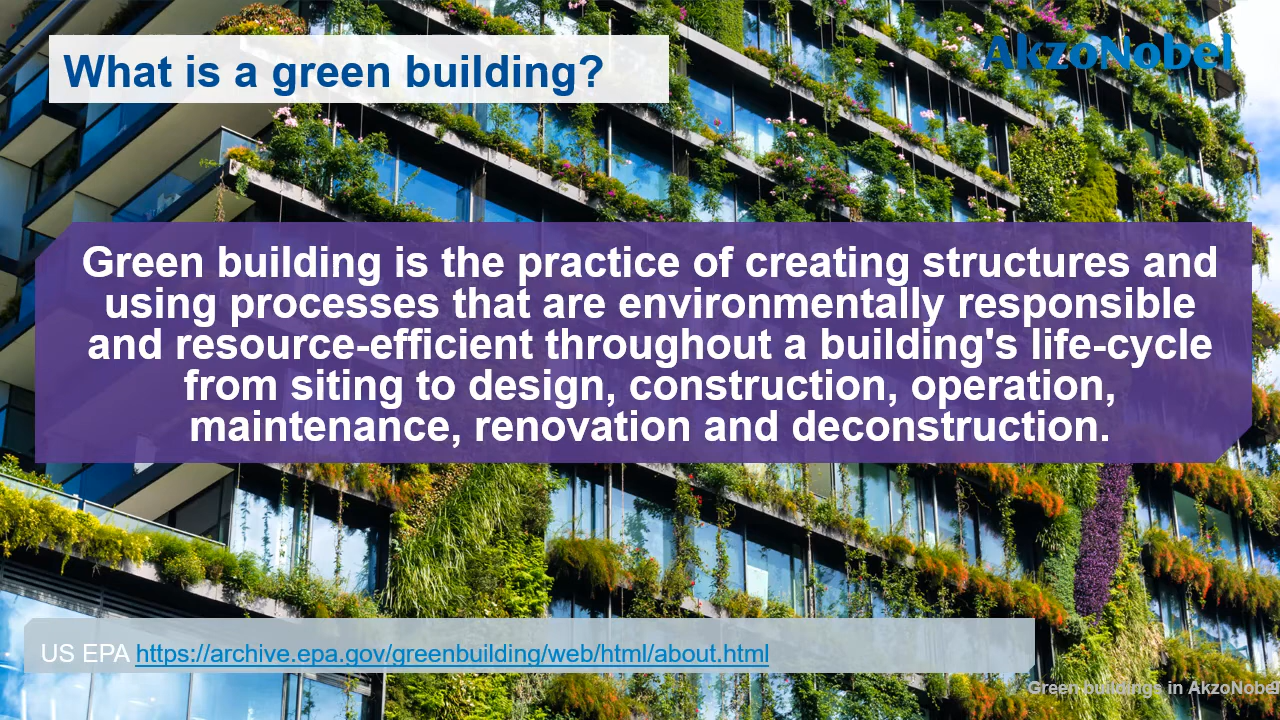 What is a green building?
AkzoNobel
Green building is the practice of creating structures and
using processes that are environmentally responsible
and resource-efficient throughout a building's life-cycle
from siting to design, construction, operation,
maintenance, renovation and deconstruction.
US EPA https://archive.epa.gov/greenbuilding/web/html/about.html
Green buildings in AkzoNobel